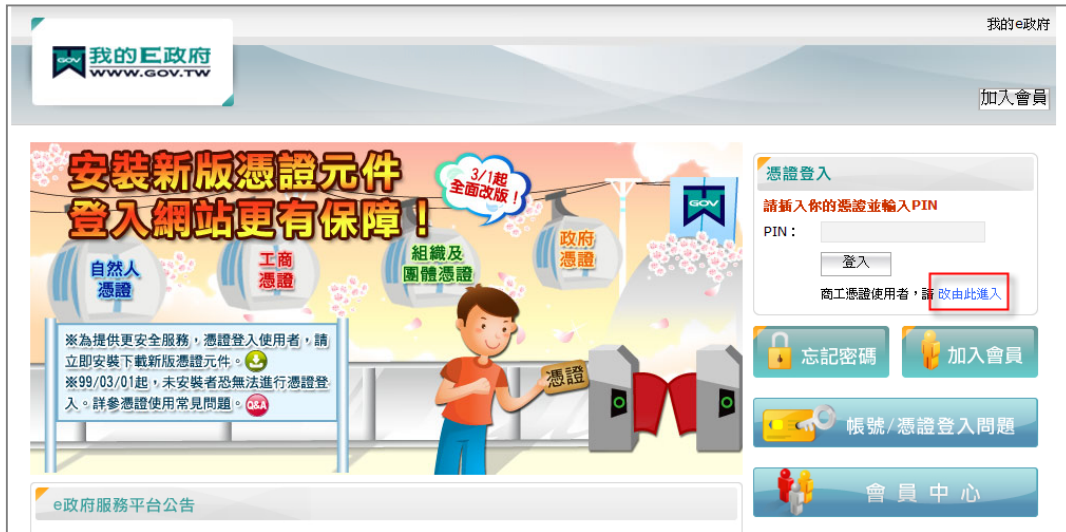 我的e政府
GOV 我的E政府
WWW.GOV.TW
加入會員
安裝新版憑證元件
登入網站更有保障！
3/1起
全面改版！
GOV
自然人
憑證
工商
憑證
組織及
團體憑證
政府
憑證
※為提供更安全服務，憑證登入使用者，請
立即安裝下載新版憑證元件。
※99/03/01起，未安裝者恐無法進行憑證登
入。詳參憑證使用常見問題。Q&A
憑證
憑證登入
請插入你的憑證並輸入PIN
PIN：
登入
商工憑證使用者，請 改由此進入
忘記密碼
加入會員
帳號/憑證登入問題
會員中心
e政府服務平台公告